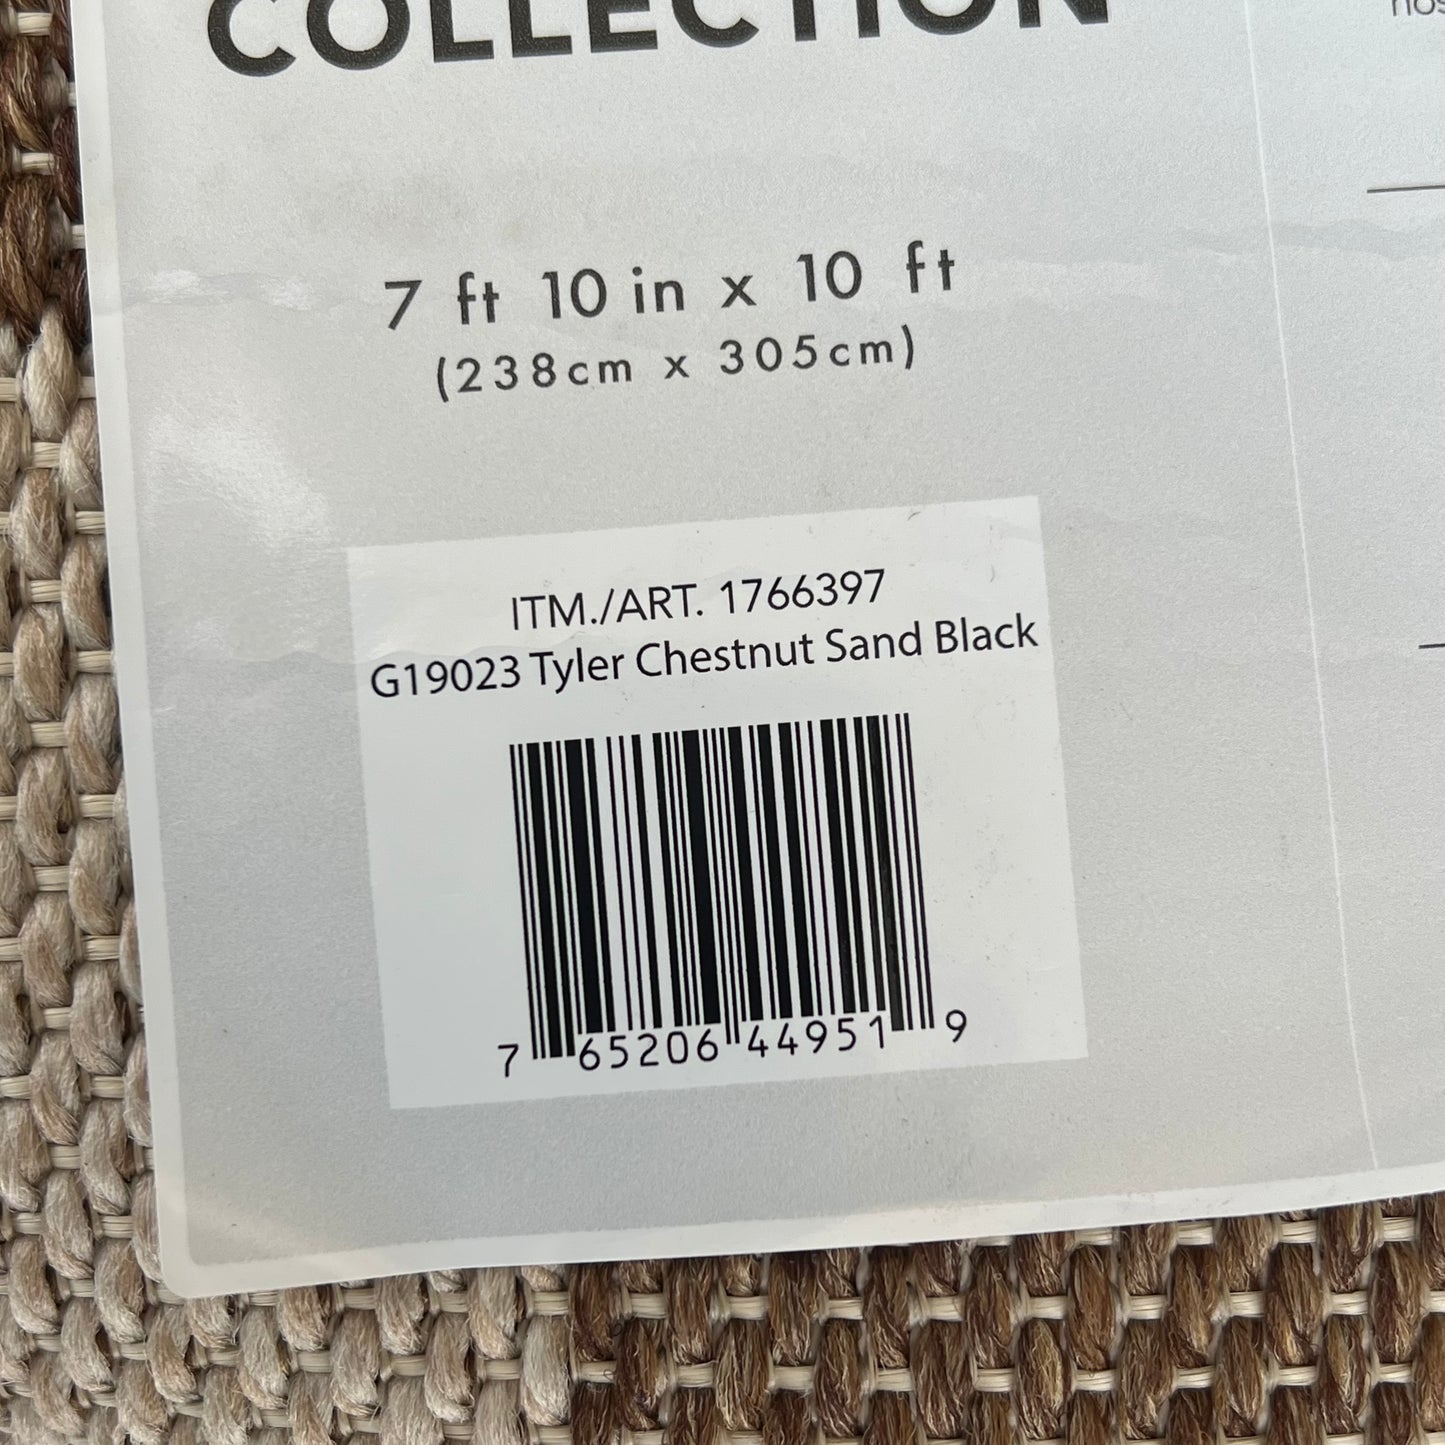 COLLECTION
7 ft 10 in x 10 ft
(238cm x 305cm)
ITM./ART. 1766397
G19023 Tyler Chestnut Sand Black
7 65206 44951 9